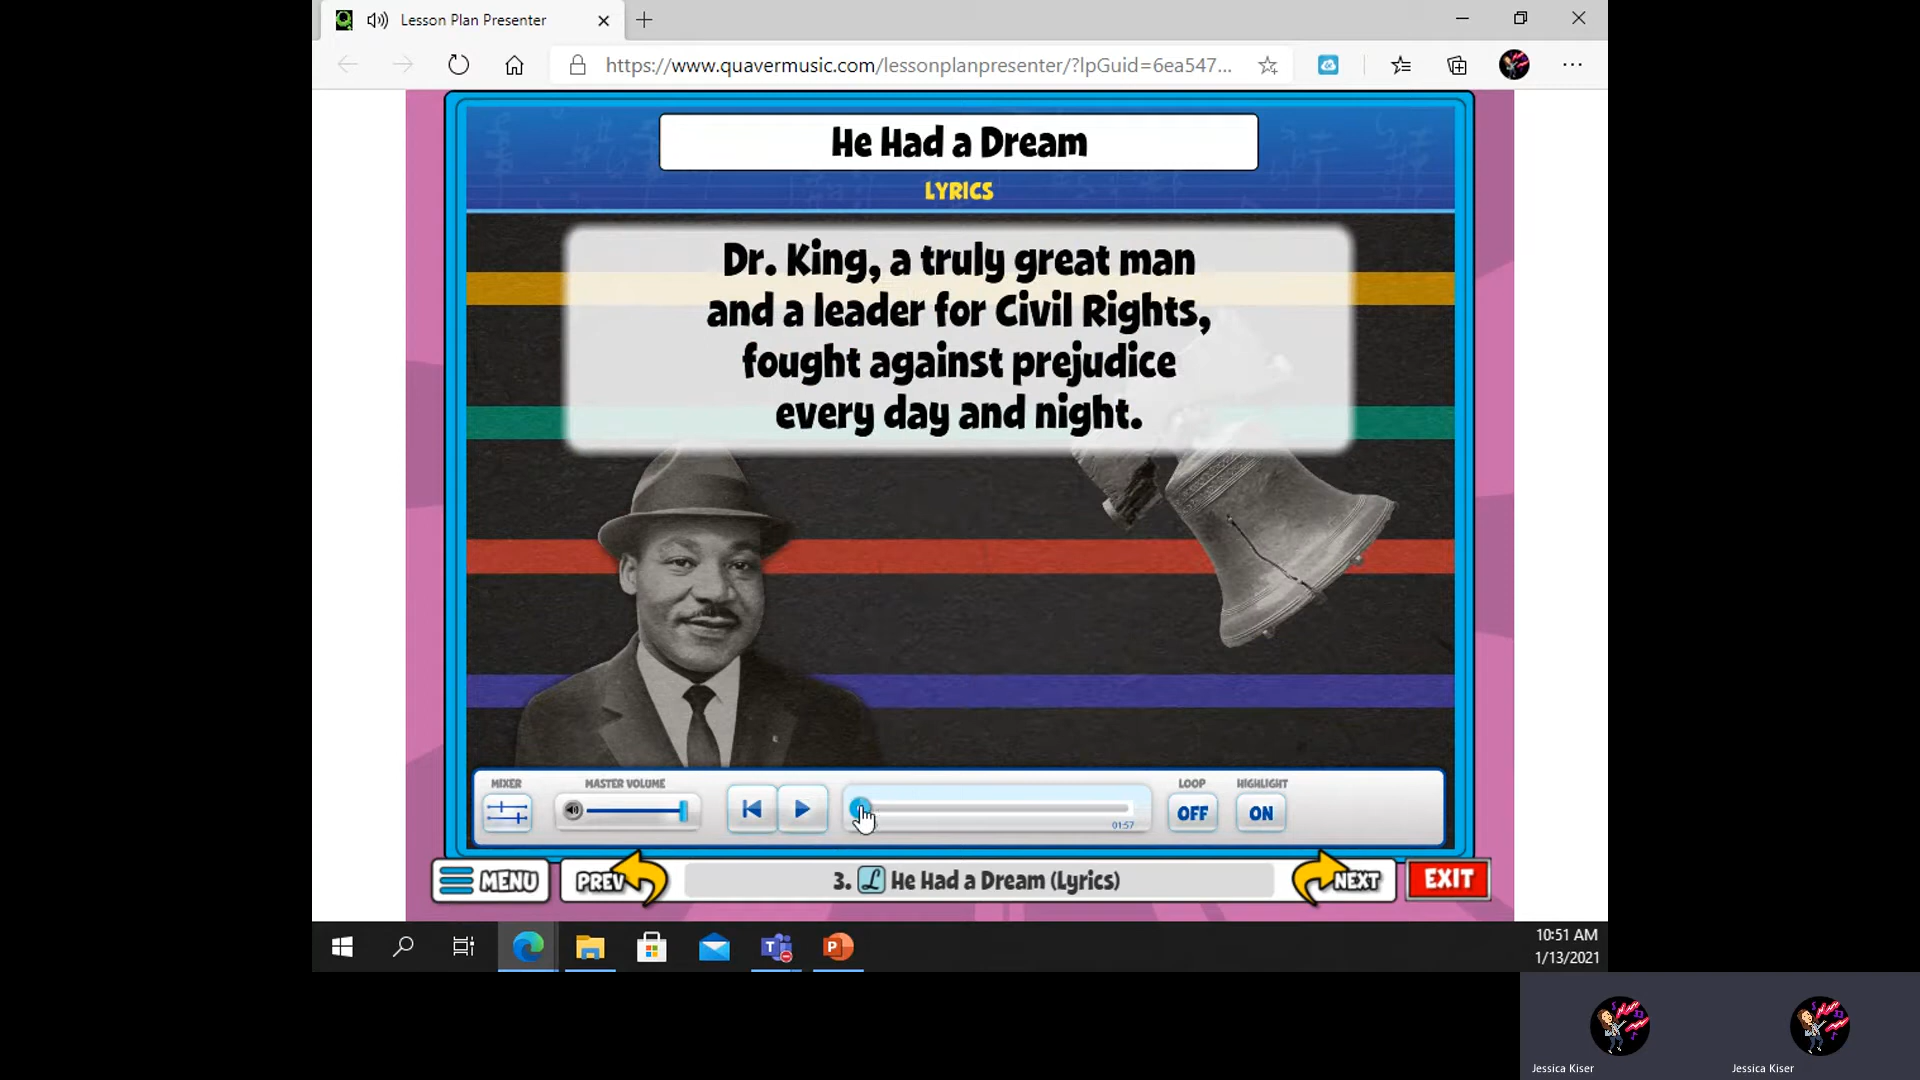 Lesson Plan Presenter
https://www.quavermusic.com/lessonplanpresenter/?lpGuid=6ea547...
He Had a Dream
LYRICS
Dr. King, a truly great man
and a leader for Civil Rights,
fought against prejudice
every day and night.
MIXER
MASTER VOLUME
01:57
LOOP
OFF
HIGHLIGHT
ON
MENU
PREV
3. L He Had a Dream (Lyrics)
NEXT
EXIT
10:51 AM
1/13/2021
Jessica Kiser
Jessica Kiser